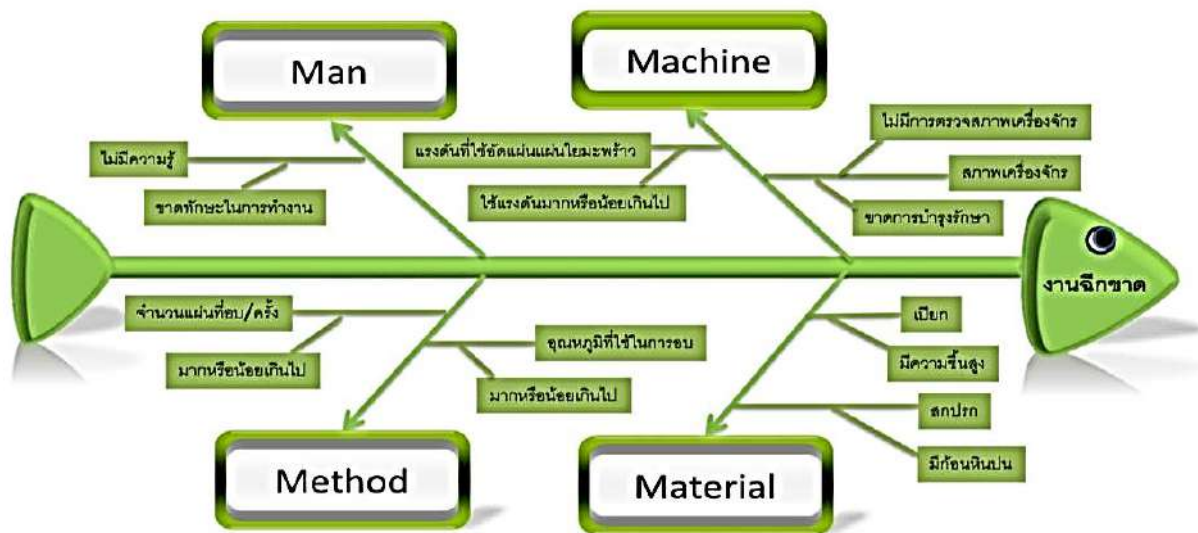 Man
Machine
ไม่มีความรู้
ขาดทักษะในการทำงาน
แรงดันที่ใช้อัดแผ่นแผ่นใยมะพร้าว
ใช้แรงดันมากหรือน้อยเกินไป
ไม่มีการตรวจสภาพเครื่องจักร
สภาพเครื่องจักร
ขาดการบำรุงรักษา
งานฉีกขาด
จำนวนแผ่นที่อบ/ครั้ง
มากหรือน้อยเกินไป
อุณหภูมิที่ใช้ในการอบ
มากหรือน้อยเกินไป
เปียก
มีความชื้นสูง
สกปรก
มีก้อนหินปน
Method
Material